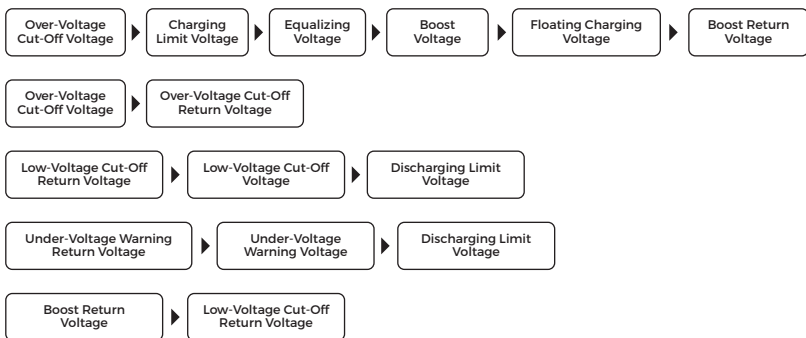 Over-Voltage
Cut-Off Voltage
Charging
Limit Voltage
Equalizing
Voltage
Boost
Voltage
Floating Charging
Voltage
Boost Return
Voltage
Over-Voltage
Cut-Off Voltage
Over-Voltage Cut-Off
Return Voltage
Low-Voltage Cut-Off
Return Voltage
Low-Voltage Cut-Off
Voltage
Discharging Limit
Voltage
Under-Voltage Warning
Return Voltage
Under-Voltage
Warning Voltage
Discharging Limit
Voltage
Boost Return
Voltage
Low-Voltage Cut-Off
Return Voltage